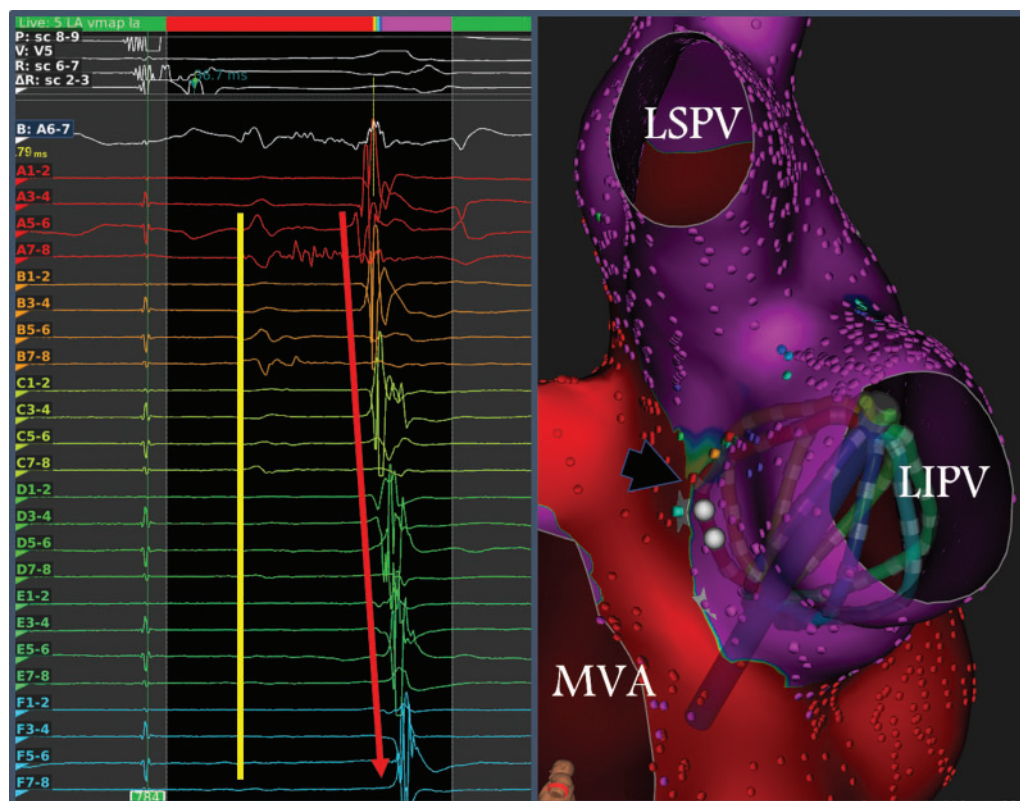 Live: 5 LA vmap la
P: sc 8-9
V: V5
R: sc 6-7
ΔR: sc 2-3
B: A6-7
79 ms
A1-2
A3-4
A5-6
A7-8
B1-2
B3-4
B5-6
B7-8
C1-2
C3-4
C5-6
C7-8
D1-2
D3-4
D5-6
D7-8
E1-2
E3-4
E5-6
E7-8
F1-2
F3-4
F5-6
F7-8
784
LSPV
LIPV
MVA